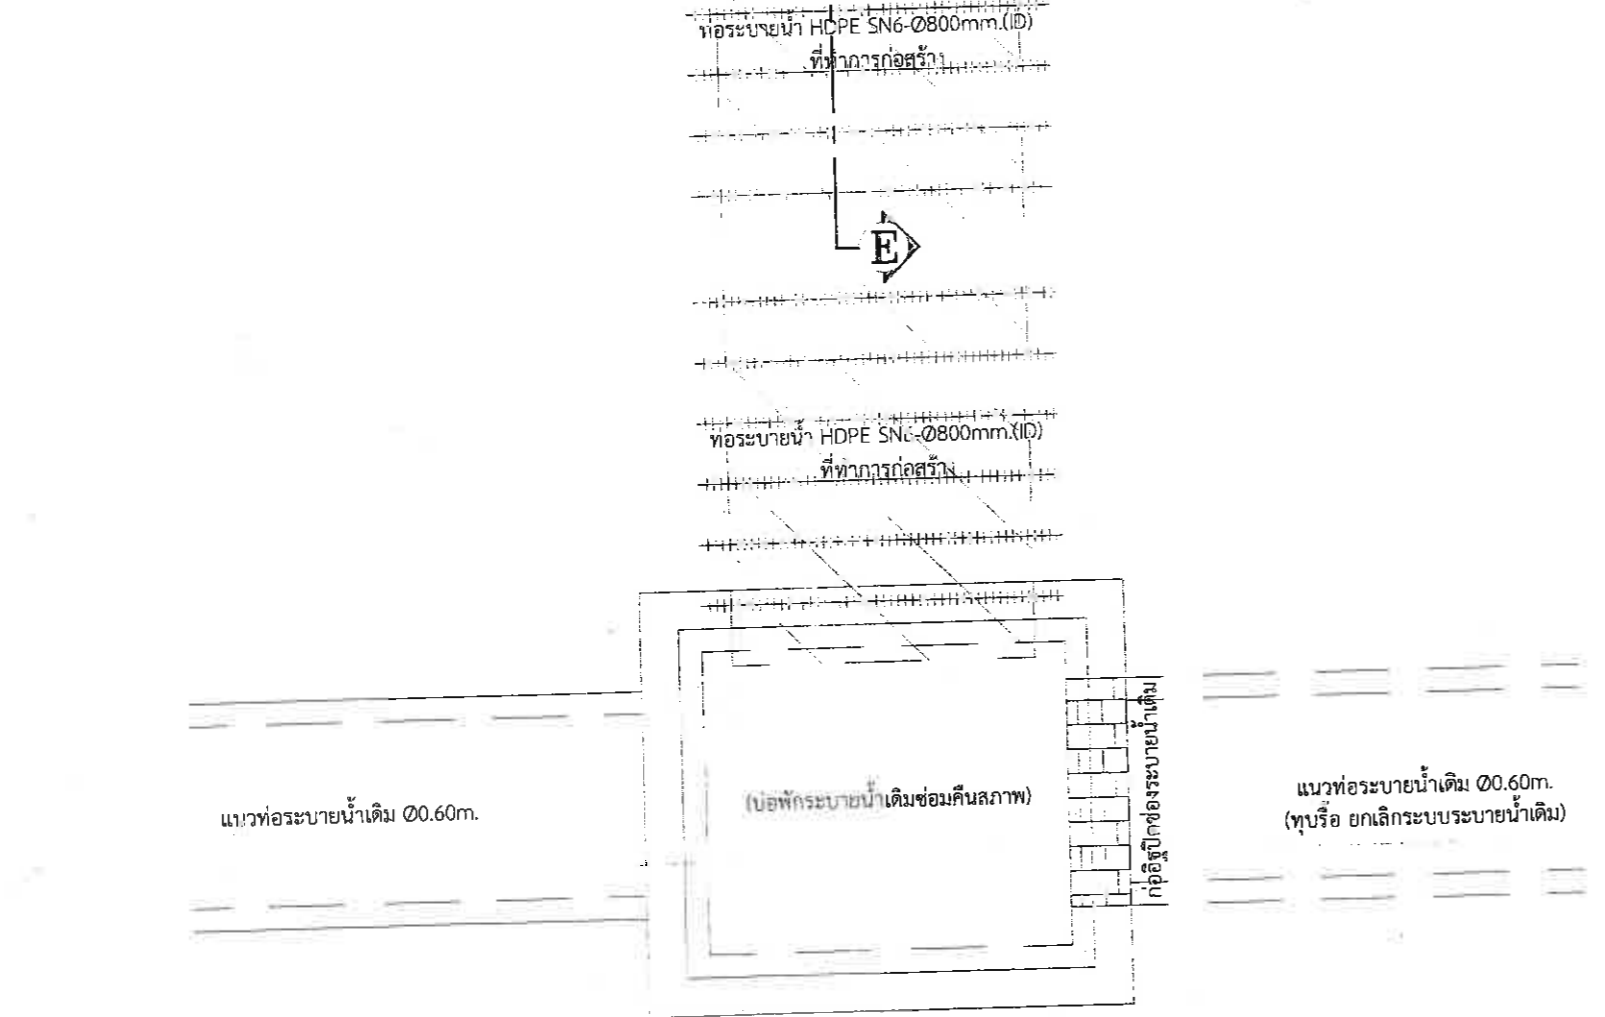 ท่อระบายน้ำ HDPE SN6-Ø800mm.(ID)
ที่ทำการก่อสร้าง
E
ท่อระบายน้ำ HDPE SN6-Ø800mm.(ID)
ที่ทำการก่อสร้าง
แนวท่อระบายน้ำเดิม Ø0.60m.
(บ่อพักระบายน้ำเดิมซ่อมคืนสภาพ)
ก่ออิฐปิดช่องระบายน้ำเดิม
แนวท่อระบายน้ำเดิม Ø0.60m.
(ทุบรื้อ ยกเลิกระบบระบายน้ำเดิม)